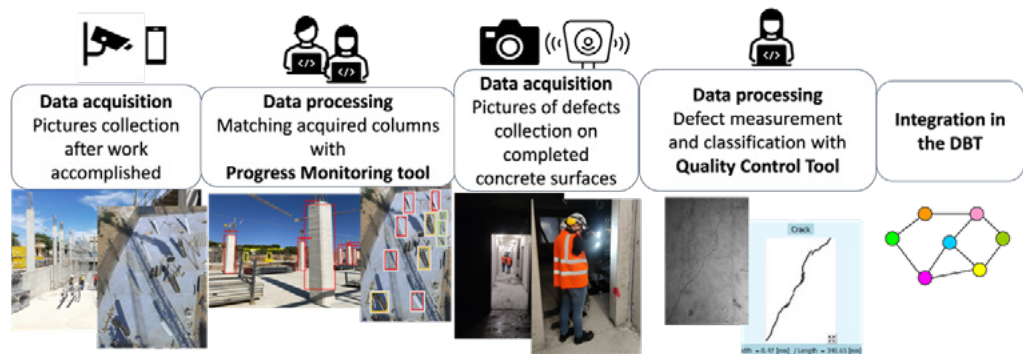 Data acquisition
Pictures collection
after work
accomplished
Data processing
Matching acquired columns
with
Progress Monitoring tool
Data acquisition
Pictures of defects
collection on
completed
concrete surfaces
Data processing
Defect measurement
and classification with
Quality Control Tool
Integration in
the DBT
Crack
= 0.47 [mm] / Length = 340.65 [mm]